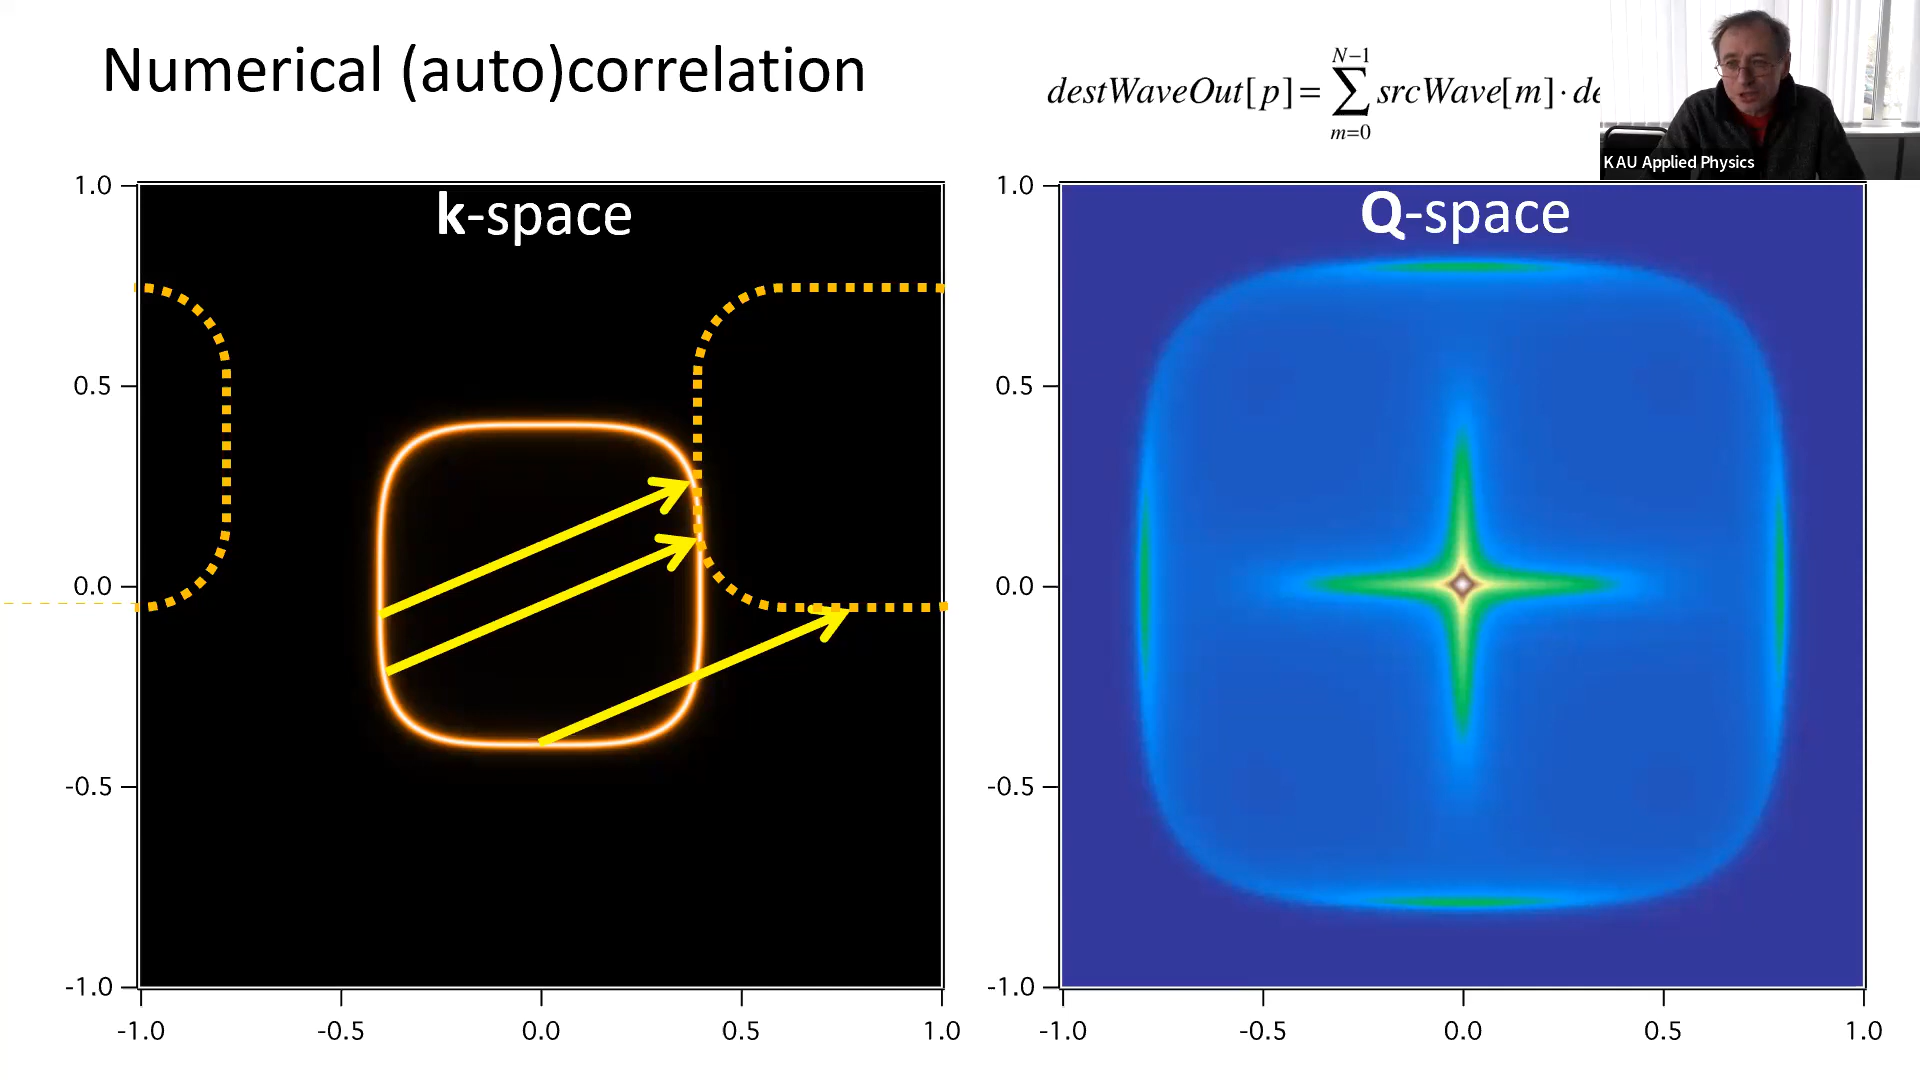 Numerical (auto)correlation
N−1
destWaveOut[p]= ∑ srcWave[m]·de
m=0
KAU Applied Physics
k-space
1.0
0.5
0.0
-0.5
-1.0
-1.0 -0.5 0.0 0.5 1.0
Q-space
1.0
0.5
0.0
-0.5
-1.0
-1.0 -0.5 0.0 0.5 1.0